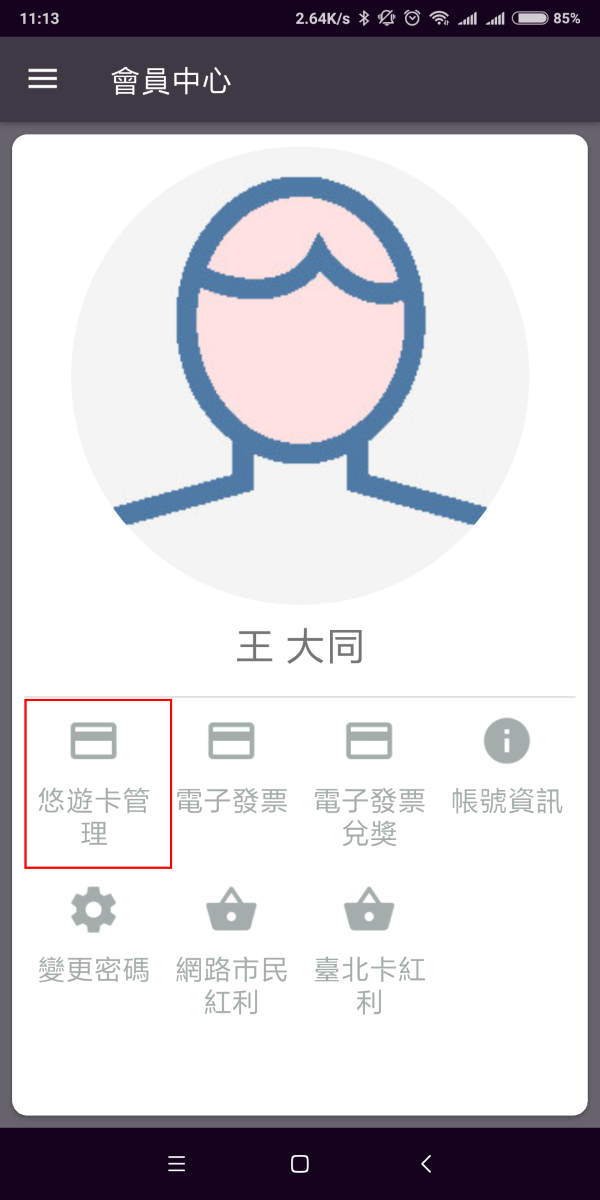 11:13 2.64K/s 85%
會員中心
王 大同
悠遊卡管理
電子發票
電子發票兌獎
帳號資訊
變更密碼
網路市民紅利
臺北卡紅利